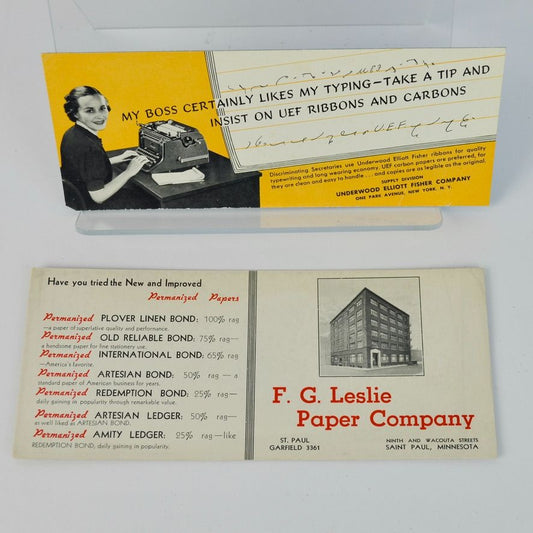 MY BOSS CERTAINLY LIKES MY TYPING—TAKE A TIP AND
INSIST ON UEF RIBBONS AND CARBONS
UEF
Discriminating Secretaries use Underwood Elliott Fisher ribbons for quality
typewriting and long wearing economy. UEF carbon papers are preferred, for
they are clean and easy to handle . . . and copies are as legible as the original.
SUPPLY DIVISION
UNDERWOOD ELLIOTT FISHER COMPANY
ONE PARK AVENUE, NEW YORK, N. Y.
Have you tried the New and Improved
Permanized Papers
Permanized PLOVER LINEN BOND: 100% rag
—a paper of superlative quality and performance.
Permanized OLD RELIABLE BOND: 75% rag—
a handsome paper for fine stationery use.
Permanized INTERNATIONAL BOND: 65% rag
—America's favorite.
Permanized ARTESIAN BOND: 50% rag — a
standard paper of American business for years.
Permanized REDEMPTION BOND: 25% rag—
daily gaining in popularity through remarkable value.
Permanized ARTESIAN LEDGER: 50% rag—
as well liked as ARTESIAN BOND.
Permanized AMITY LEDGER: 25% rag—like
REDEMPTION BOND, daily gaining in popularity.
F. G. Leslie
Paper Company
ST. PAUL
GARFIELD 3361
NINTH AND WACOUTA STREETS
SAINT PAUL, MINNESOTA